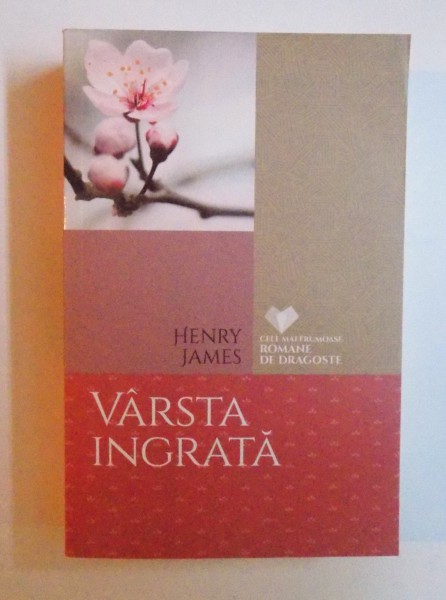 HENRY
JAMES
CELE MAI FRUMOASE
ROMANE
DE DRAGOSTE
VÂRSTA
INGRATĂ